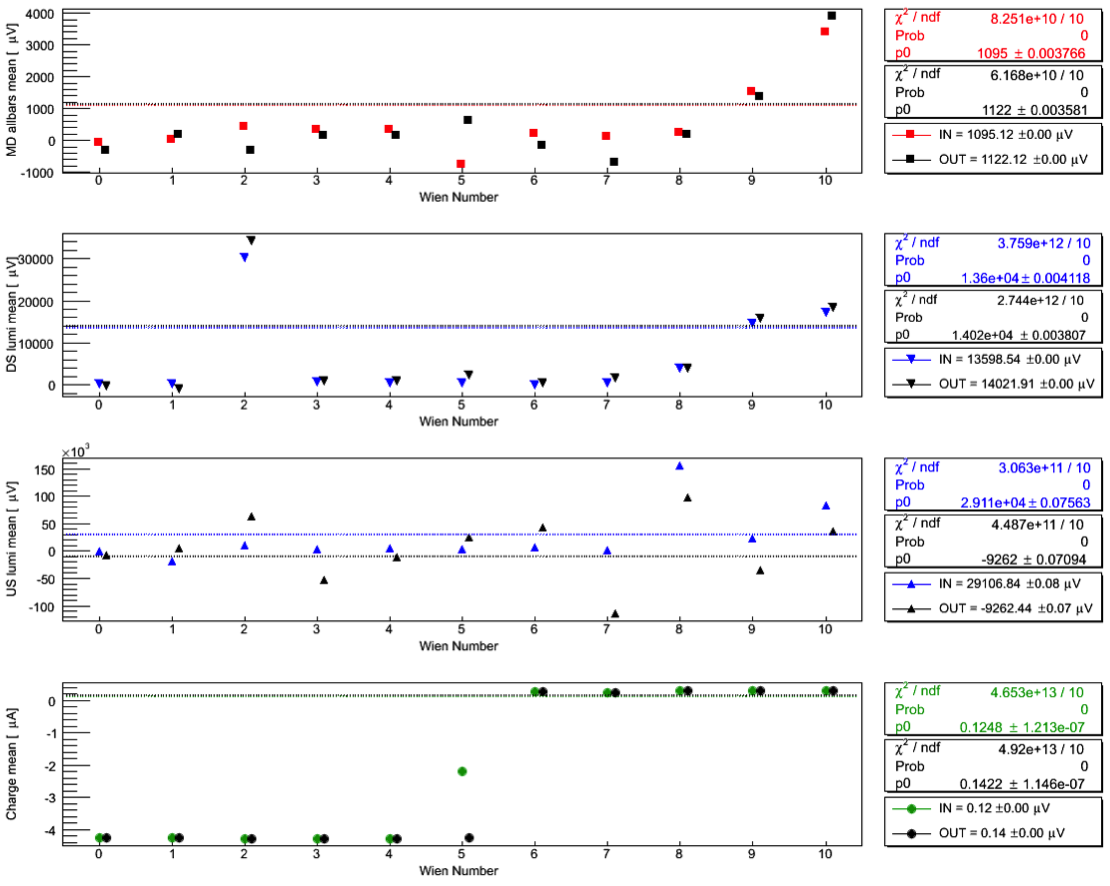 MD allbars mean [ μV]
4000
3000
2000
1000
0
-1000
0 1 2 3 4 5 6 7 8 9 10
Wien Number
χ² / ndf 8.251e+10 / 10
Prob 0
p0 1095 ± 0.003766
χ² / ndf 6.168e+10 / 10
Prob 0
p0 1122 ± 0.003581
IN = 1095.12 ±0.00 μV
OUT = 1122.12 ±0.00 μV
DS lumi mean [ μV]
30000
20000
10000
0
0 1 2 3 4 5 6 7 8 9 10
Wien Number
χ² / ndf 3.759e+12 / 10
Prob 0
p0 1.36e+04 ± 0.004118
χ² / ndf 2.744e+12 / 10
Prob 0
p0 1.402e+04 ± 0.003807
IN = 13598.54 ±0.00 μV
OUT = 14021.91 ±0.00 μV
×10³
US lumi mean [ μV]
150
100
50
0
-50
-100
0 1 2 3 4 5 6 7 8 9 10
Wien Number
χ² / ndf 3.063e+11 / 10
Prob 0
p0 2.911e+04 ± 0.07563
χ² / ndf 4.487e+11 / 10
Prob 0
p0 -9262 ± 0.07094
IN = 29106.84 ±0.08 μV
OUT = -9262.44 ±0.07 μV
Charge mean [ μA]
0
-1
-2
-3
-4
0 1 2 3 4 5 6 7 8 9 10
Wien Number
χ² / ndf 4.653e+13 / 10
Prob 0
p0 0.1248 ± 1.213e-07
χ² / ndf 4.92e+13 / 10
Prob 0
p0 0.1422 ± 1.146e-07
IN = 0.12 ±0.00 μV
OUT = 0.14 ±0.00 μV